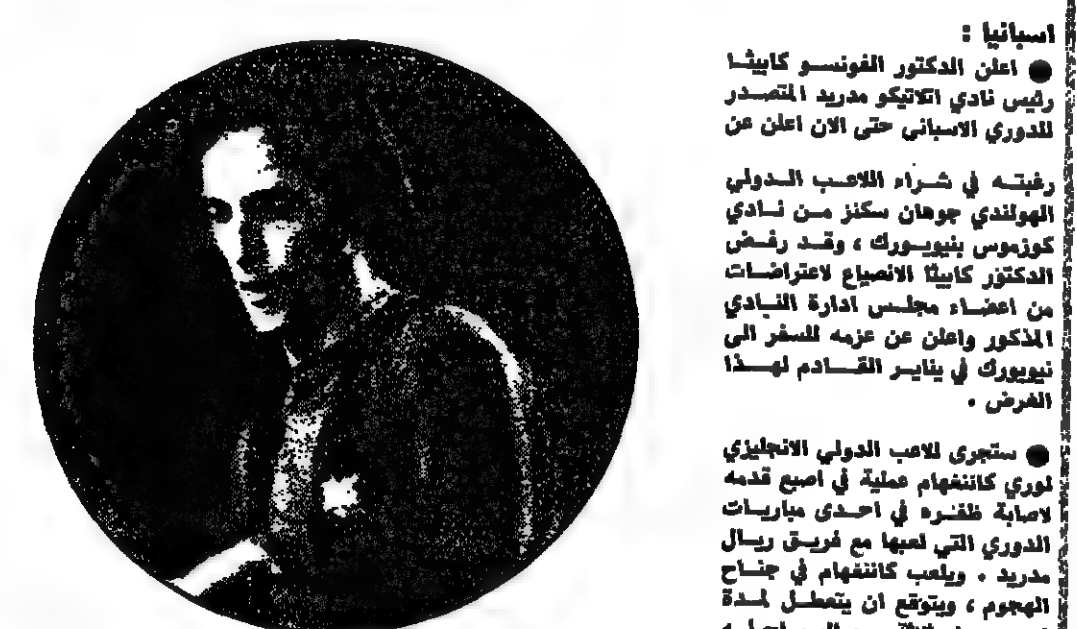 اسبانيا :
● اعلن الدكتور الفونسو كابيثا
رئيس نادي اتلاتيكو مدريد المتصدر
للدوري الاسباني حتى الان اعلن عن
رغبته في شراء اللاعب الدولي
الهولندي جوهان سكنز من نادي
كوزموس بنيويورك ، وقد رفض
الدكتور كابيثا الانصياع لاعتراضات
من اعضاء مجلس ادارة النادي
المذكور واعلن عن عزمه للسفر الى
نيويورك في يناير القادم لهذا
الغرض .
● ستجرى للاعب الدولي الانجليزي
لوري كاننغهام عملية في اصبع قدمه
لاصابة ظفره في احدى مباريات
الدوري التي لعبها مع فريق ريال
مدريد . ويلعب كاننغهام في جناح
الهجوم ، ويتوقع ان يتعطل لمدة